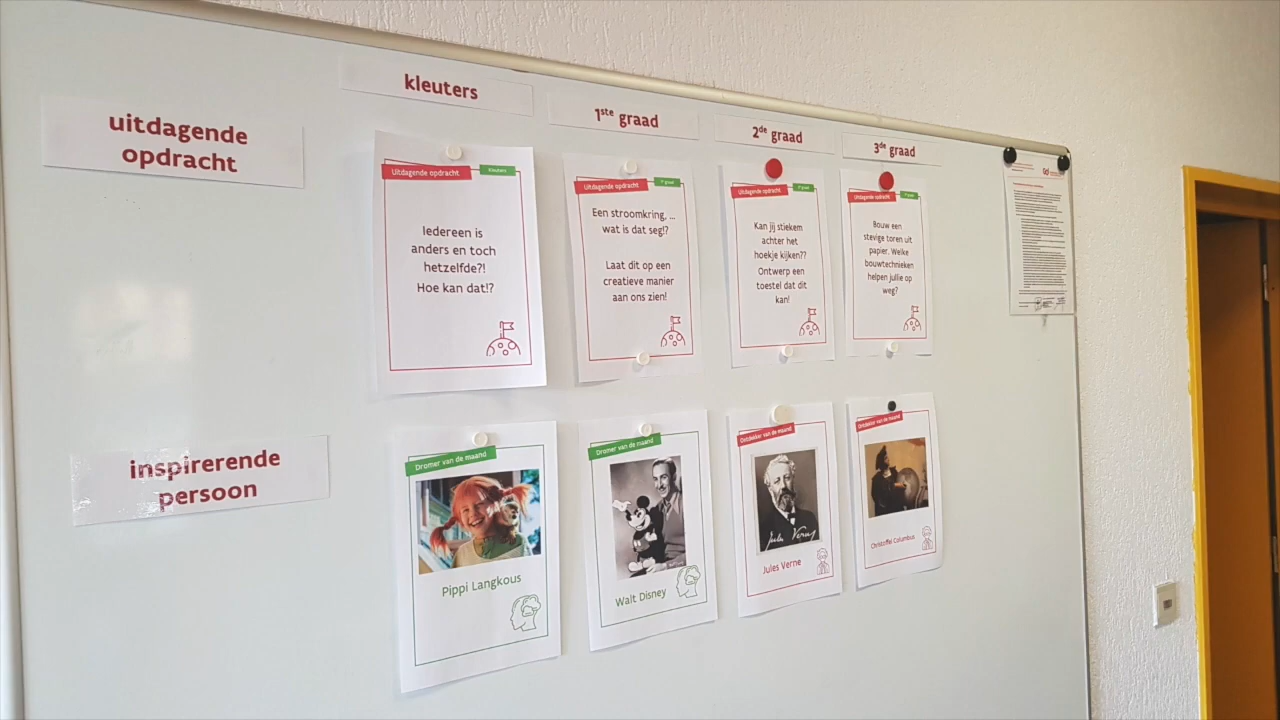 kleuters
1ste graad
2de graad
3de graad
uitdagende
opdracht
Uitdagende opdracht
Kleuters
Iedereen is
anders en toch
hetzelfde?!
Hoe kan dat!?
Uitdagende opdracht
1e graad
Een stroomkring, ...
wat is dat seg!?
Laat dit op een
creatieve manier
aan ons zien!
Uitdagende opdracht
Kan jij stiekem
achter het
hoekje kijken??
Ontwerp een
toestel dat dit
kan!
Uitdagende opdracht
Bouw een
stevige toren uit
papier. Welke
bouwtechnieken
helpen jullie op
weg?
inspirerende
persoon
Dromer van de maand
Pippi Langkous
Dromer van de maand
Walt Disney
Ontdekker van de maand
Jules Verne
Ontdekker van de maand
Christoffel Columbus